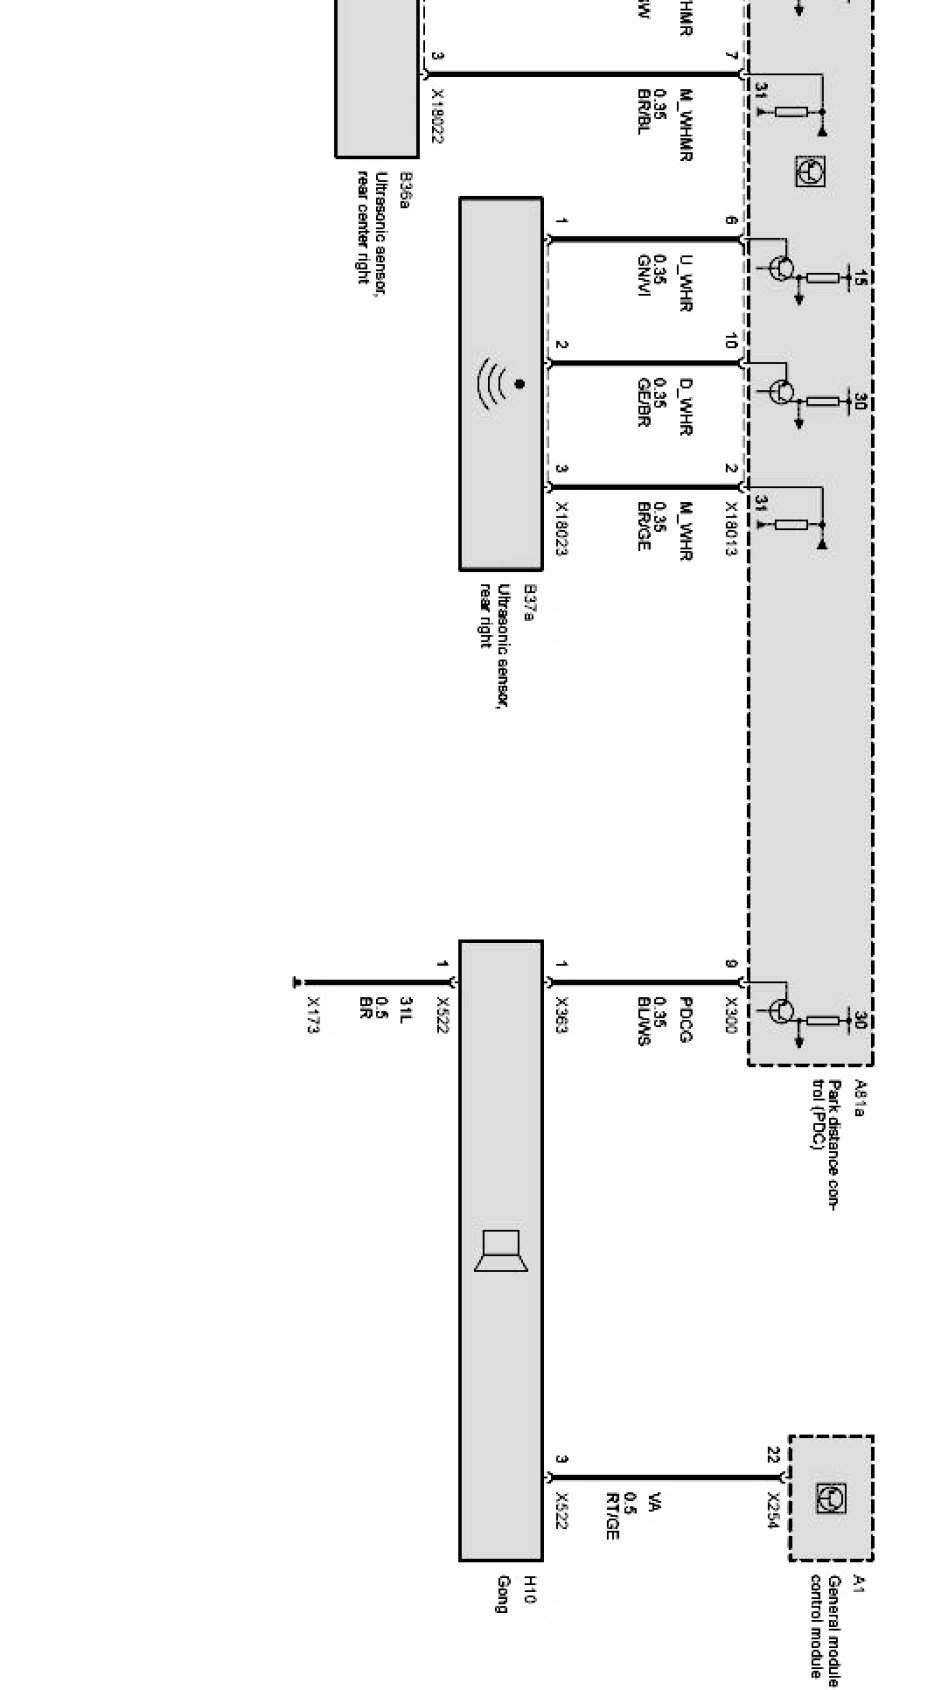 HMR
SW
7
3
M_WHMR
0.35
BR/BL
X18022
31
B36a
Ultrasonic sensor,
rear center right
6
1
U_WHR
0.35
GN/VI
15
10
2
D_WHR
0.35
GE/BR
30
2
3
X18013
M_WHR
0.35
BR/GE
X18023
31
B37a
Ultrasonic sensor,
rear right
9
1
1
30
X300
PDCG
0.35
BL/WS
X363
X522
31L
0.5
BR
X173
A81a
Park distance con-
trol (PDC)
22
3
X254
VA
0.5
RT/GE
X522
A1
General module
control module
H10
Gong